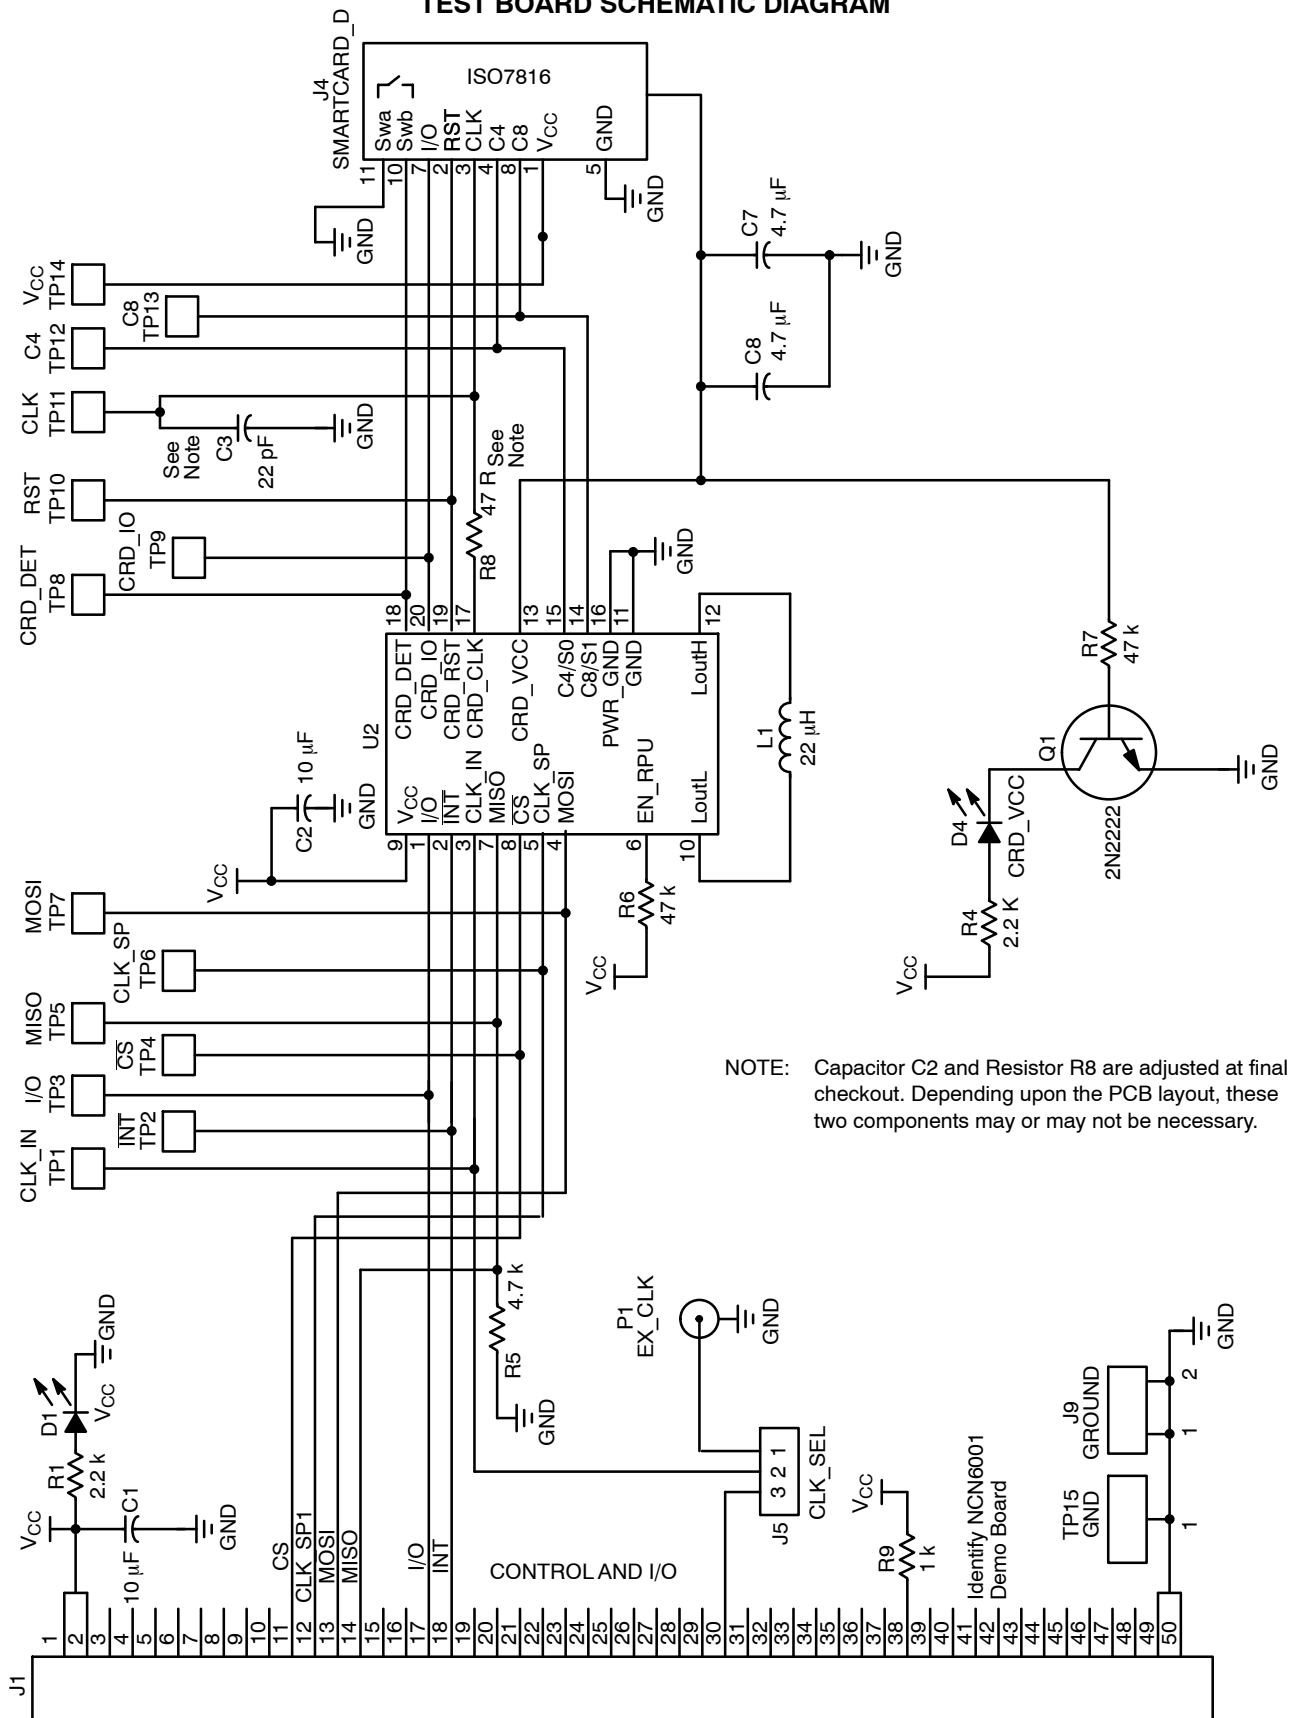 TEST BOARD SCHEMATIC DIAGRAM
J4
SMARTCARD_D
ISO7816
Swa
Swb
I/O
RST
CLK
C4
C8
VCC
GND
11
10
7
2
3
4
8
1
5
GND
GND
VCC
TP14
C8
TP13
C4
TP12
CLK
TP11
See
Note
C3
22 pF
GND
RST
TP10
CRD_IO
TP9
CRD_DET
TP8
C7
4.7 µF
C8
4.7 µF
GND
R8
47 R
See
Note
18
20
19
17
13
15
14
16
11
12
GND
U2
CRD_DET
CRD_IO
CRD_RST
CRD_CLK
CRD_VCC
C4/S0
C8/S1
PWR_GND
GND
LoutH
VCC
I/O
INT
CLK_IN
MISO
CS
CLK_SP
MOSI
EN_RPU
LoutL
9
1
2
3
7
8
5
4
6
10
C2
10 µF
GND
VCC
L1
22 µH
R6
47 k
VCC
R7
47 k
Q1
2N2222
GND
D4
CRD_VCC
R4
2.2 K
VCC
MOSI
TP7
CLK_SP
TP6
MISO
TP5
CS
TP4
I/O
TP3
INT
TP2
CLK_IN
TP1
NOTE: Capacitor C2 and Resistor R8 are adjusted at final
checkout. Depending upon the PCB layout, these
two components may or may not be necessary.
GND
D1
VCC
R1
2.2 k
VCC
C1
10 µF
GND
R5
4.7 k
GND
P1
EX_CLK
GND
3 2 1
J5
CLK_SEL
VCC
R9
1 k
Identify NCN6001
Demo Board
J9
GROUND
1
2
GND
TP15
GND
1
CS
CLK_SP1
MOSI
MISO
I/O
INT
CONTROL AND I/O
J1
1
2
3
4
5
6
7
8
9
10
11
12
13
14
15
16
17
18
19
20
21
22
23
24
25
26
27
28
29
30
31
32
33
34
35
36
37
38
39
40
41
42
43
44
45
46
47
48
49
50